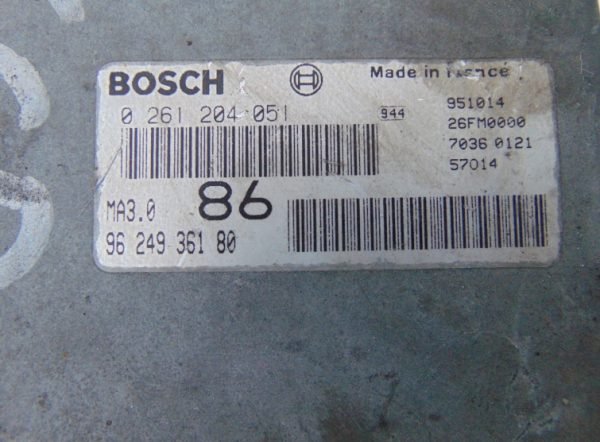 BOSCH
Made in France
0 261 204 051
944
951014
26FM0000
7036 0121
57014
MA3.0
86
96 249 361 80